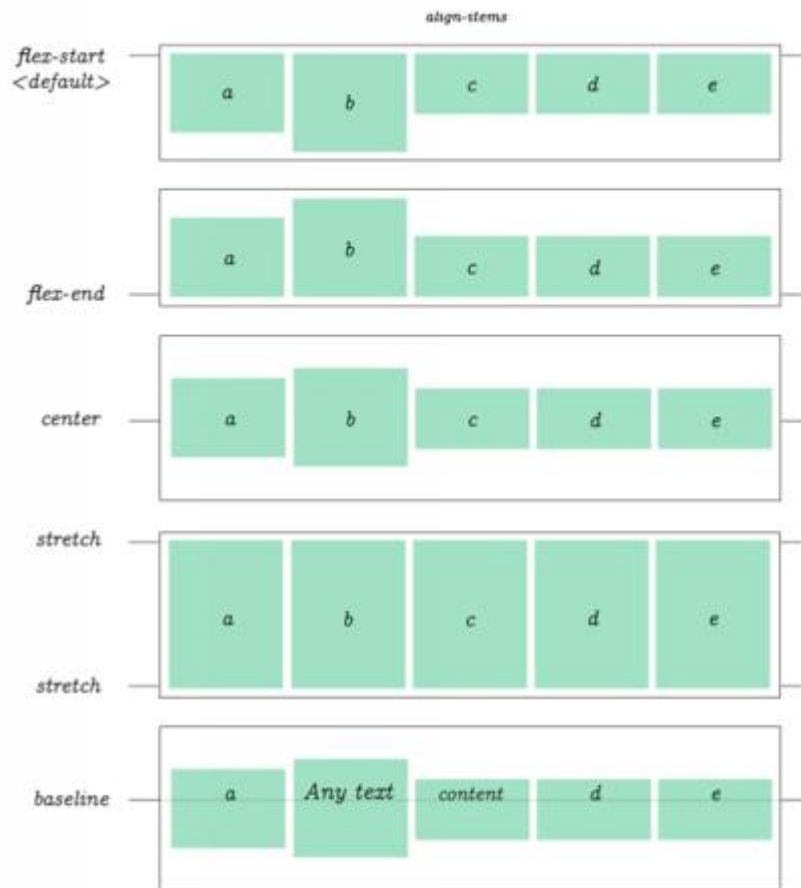 align-items
flex-start
<default>
a b c d e
a b c d e
flex-end
center a b c d e
stretch
a b c d e
stretch
baseline a Any text content d e